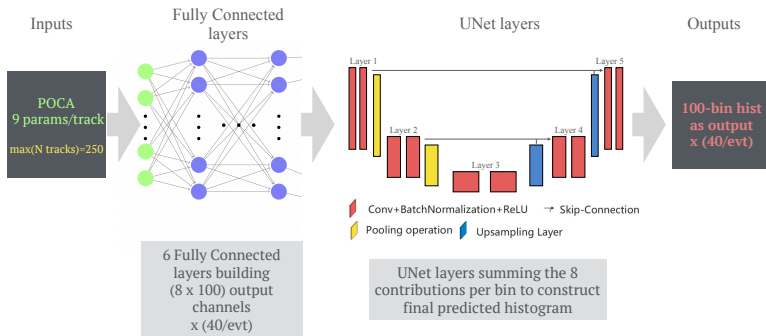 Inputs
Fully Connected
layers
UNet layers
Outputs
POCA
9 params/track
max(N tracks)=250
Layer 1
Layer 5
Layer 2
Layer 4
Layer 3
100-bin hist
as output
x (40/evt)
Conv+BatchNormalization+ReLU
Skip-Connection
Pooling operation
Upsampling Layer
6 Fully Connected
layers building
(8 x 100) output
channels
x (40/evt)
UNet layers summing the 8
contributions per bin to construct
final predicted histogram